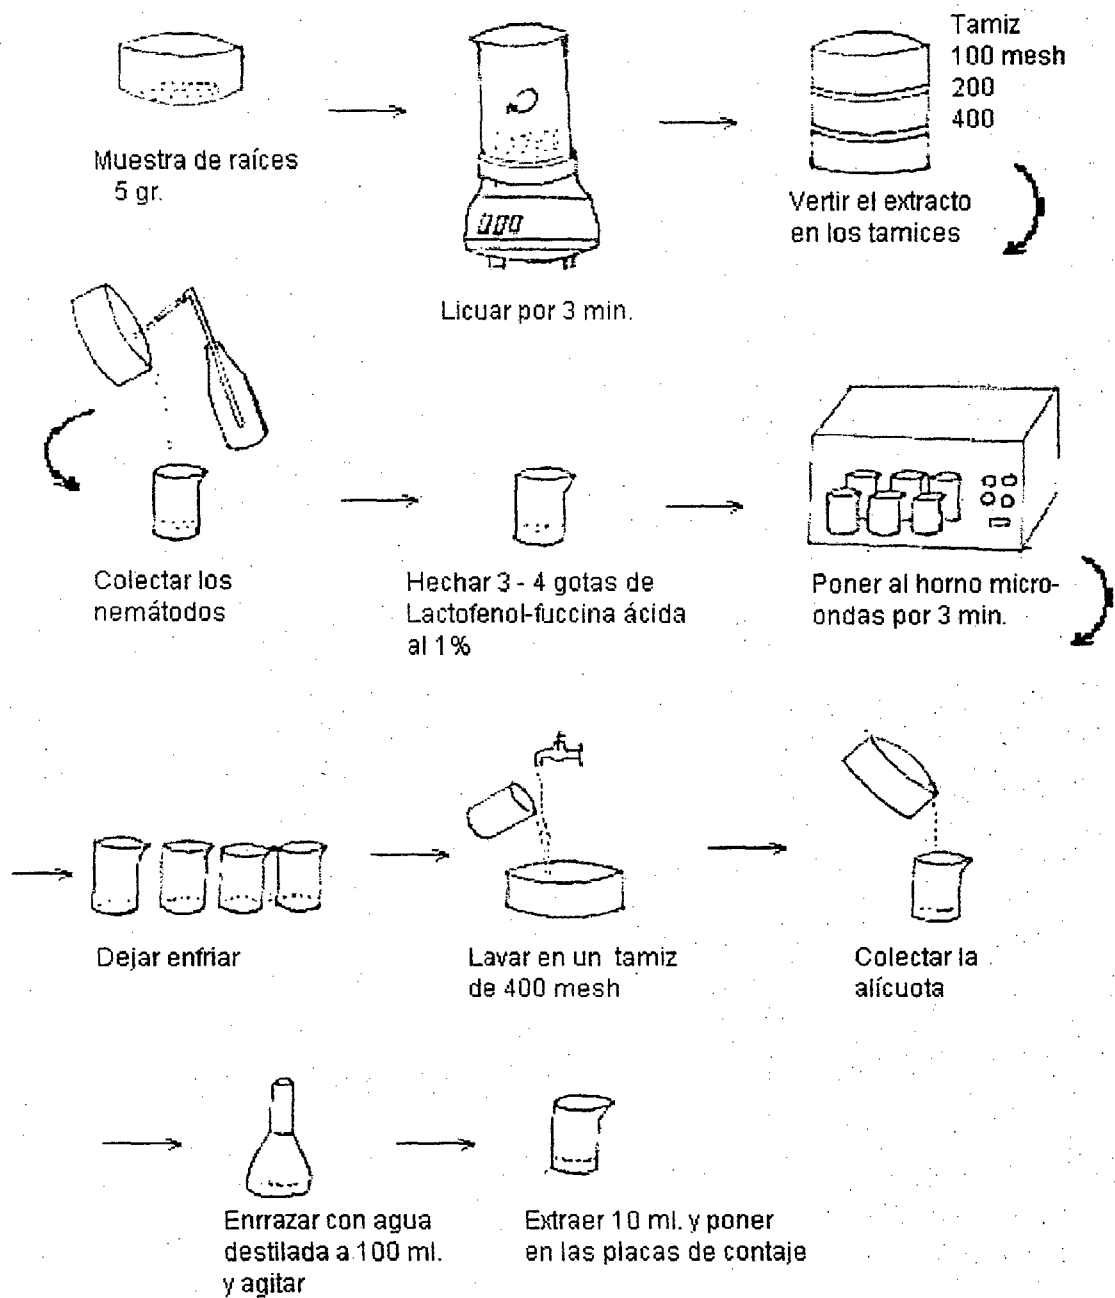 Tamiz
100 mesh
200
400
Muestra de raíces
5 gr.
Vertir el extracto
en los tamices
Licuar por 3 min.
Colectar los
nemátodos
Hechar 3 - 4 gotas de
Lactofenol-fuccina ácida
al 1%
Poner al horno micro-
ondas por 3 min.
Dejar enfriar
Lavar en un tamiz
de 400 mesh
Colectar la
alícuota
Enrrazar con agua
destilada a 100 ml.
y agitar
Extraer 10 ml. y poner
en las placas de contaje